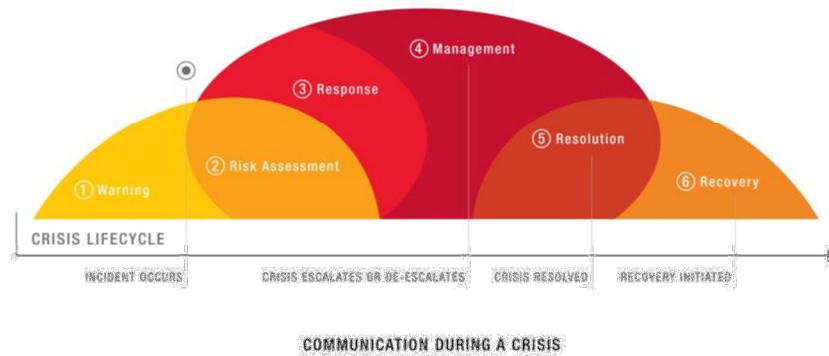 ④ Management
③ Response
⑤ Resolution
② Risk Assessment
① Warning
⑥ Recovery
CRISIS LIFECYCLE
INCIDENT OCCURS
CRISIS ESCALATES OR DE-ESCALATES
CRISIS RESOLVED
RECOVERY INITIATED
COMMUNICATION DURING A CRISIS